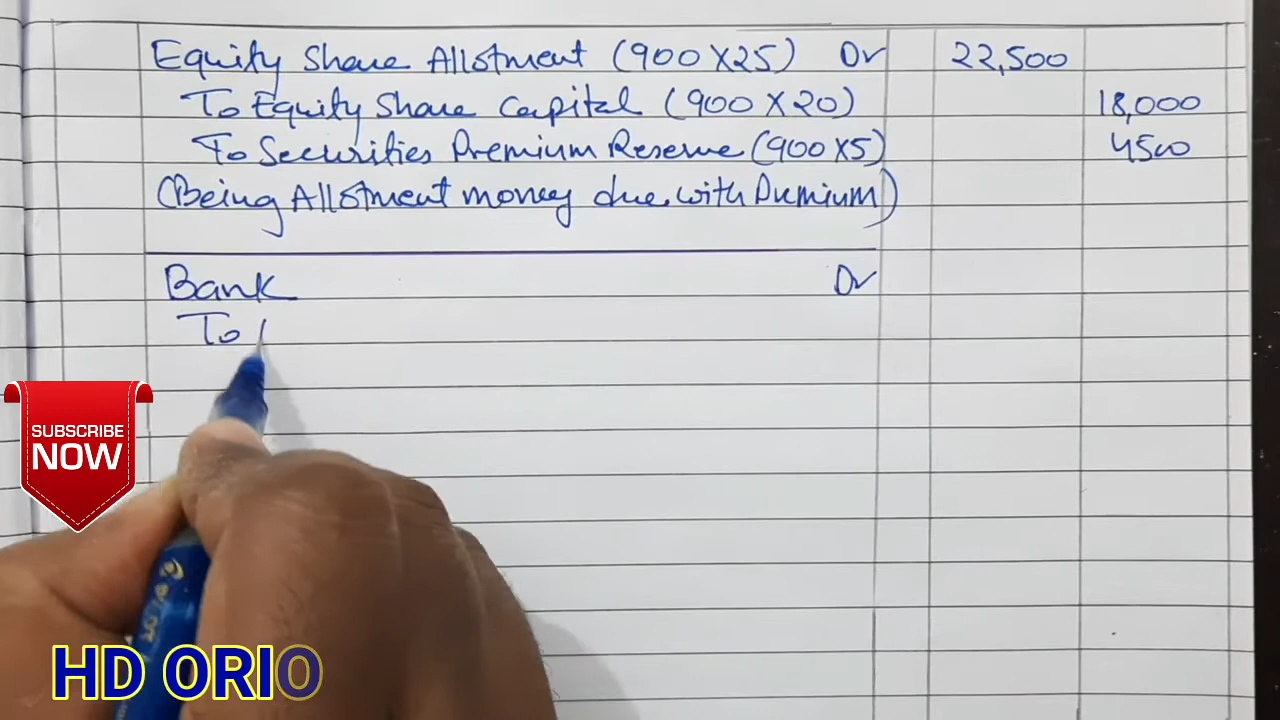 Equity Share Allotment (900 X 25) Dr 22,500
To Equity Share Capital (900 X 20) 18,000
To Securities Premium Reserve (900 X 5) 4500
(Being Allotment money due with Premium)
Bank Dr
To
SUBSCRIBE
NOW
HD ORIO